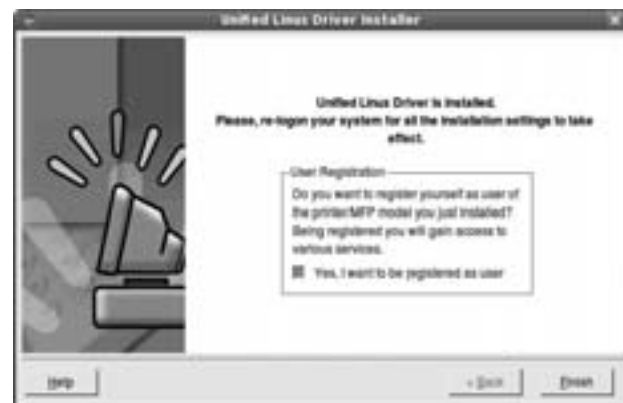 Unified Linux Driver Installer
Unified Linux Driver is installed.
Please, re-logon your system for all the installation settings to take
effect.
User Registration
Do you want to register yourself as user of
the printer/MFP model you just installed?
Being registered you will gain access to
various services.
Yes, I want to be registered as user
Help
Back
Finish